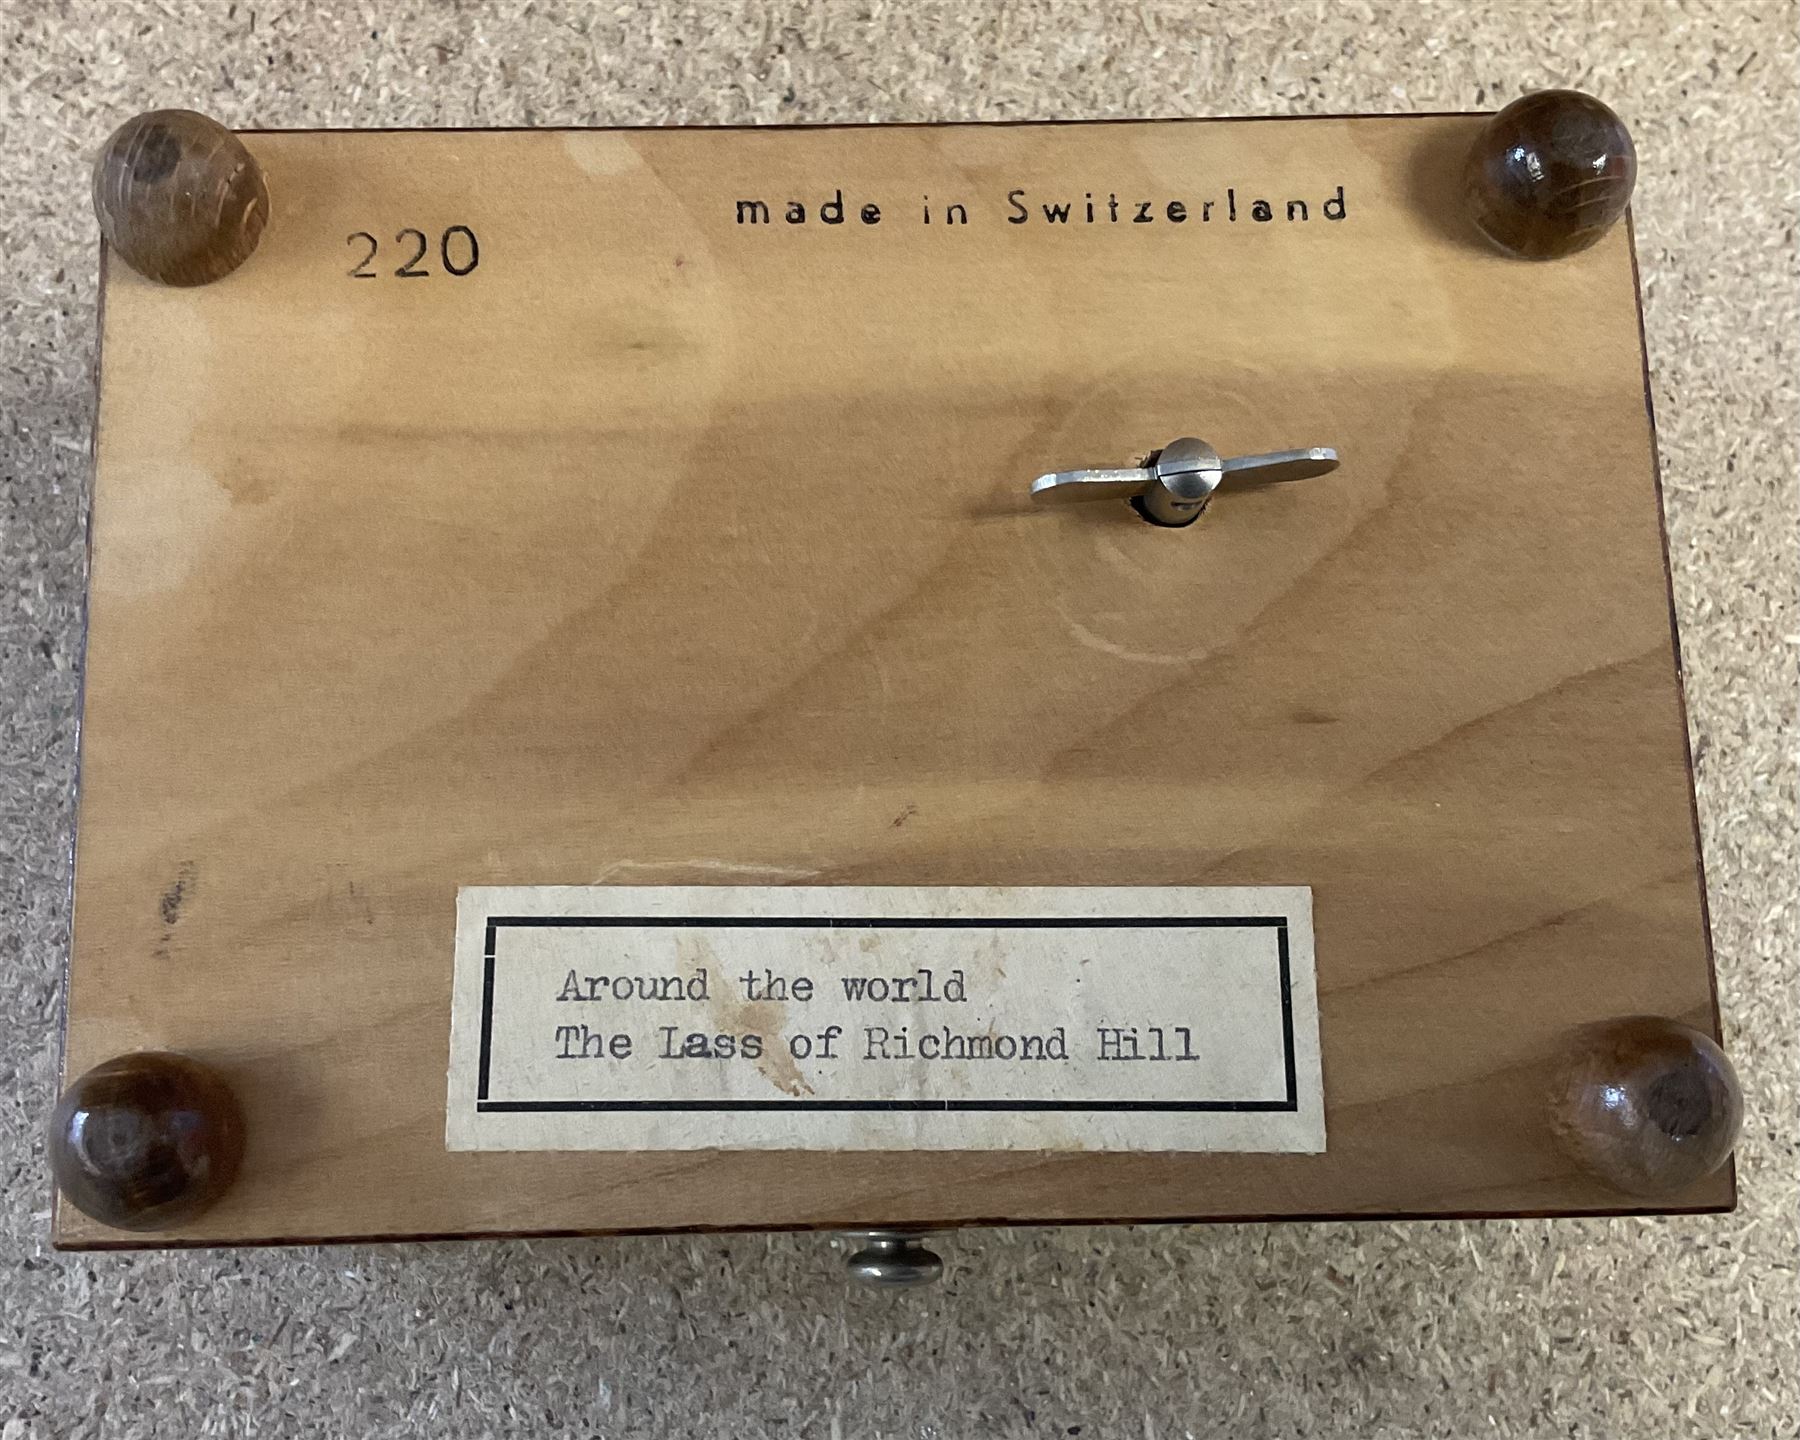 made in Switzerland
220
Around the world
The Lass of Richmond Hill